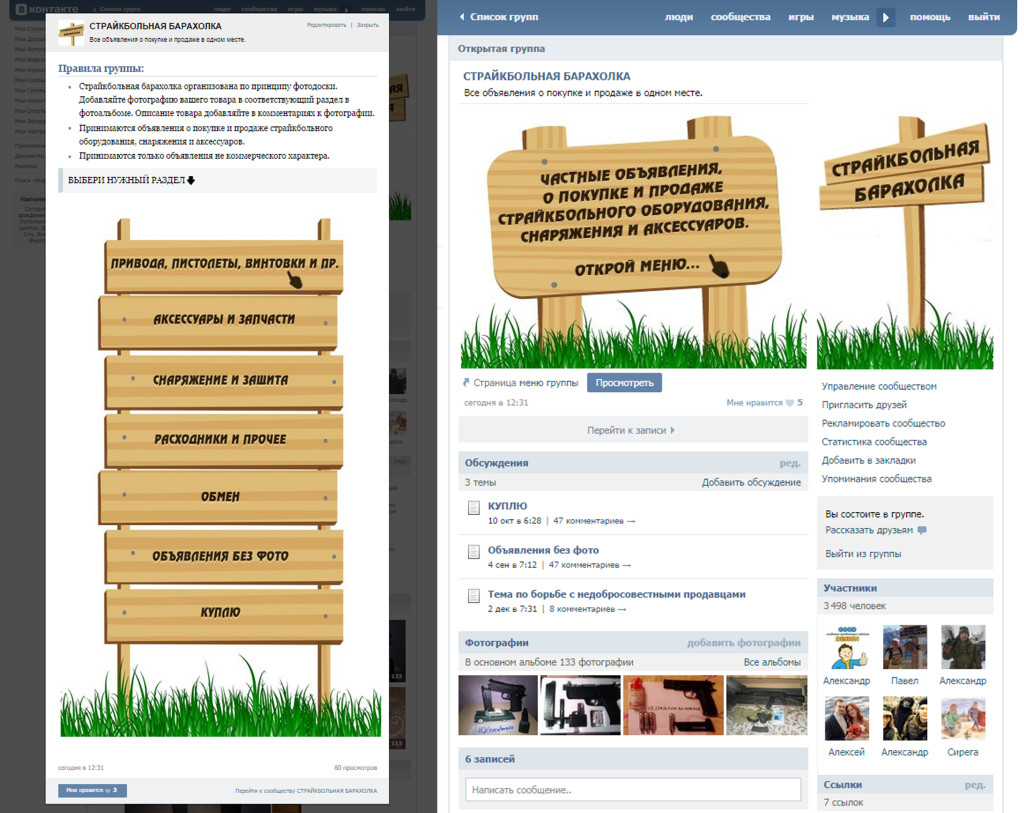 вконтакте
Список групп
люди сообщества игры музыка помощь выйти
СТРАЙКБОЛЬНАЯ БАРАХОЛКА
Редактировать | Закрыть
Все объявления о покупке и продаже в одном месте.
Правила группы:
Страйкбольная барахолка организована по принципу фотодоски.
Добавляйте фотографию вашего товара в соответствующий раздел в
фотоальбоме. Описание товара добавляйте в комментариях к фотографии.
Принимаются объявления о покупке и продаже страйкбольного
оборудования, снаряжения и аксессуаров.
Принимаются только объявления не коммерческого характера.
ВЫБЕРИ НУЖНЫЙ РАЗДЕЛ
ПРИВОДА, ПИСТОЛЕТЫ, ВИНТОВКИ И ПР.
АКСЕССУАРЫ И ЗАПЧАСТИ
СНАРЯЖЕНИЕ И ЗАЩИТА
РАСХОДНИКИ И ПРОЧЕЕ
ОБМЕН
ОБЪЯВЛЕНИЯ БЕЗ ФОТО
КУПЛЮ
сегодня в 12:31
60 просмотров
Мне нравится 3
Перейти к сообществу СТРАЙКБОЛЬНАЯ БАРАХОЛКА
Список групп
люди сообщества игры музыка помощь выйти
Открытая группа
СТРАЙКБОЛЬНАЯ БАРАХОЛКА
Все объявления о покупке и продаже в одном месте.
ЧАСТНЫЕ ОБЪЯВЛЕНИЯ,
О ПОКУПКЕ И ПРОДАЖЕ
СТРАЙКБОЛЬНОГО ОБОРУДОВАНИЯ,
СНАРЯЖЕНИЯ И АКСЕССУАРОВ.
ОТКРОЙ МЕНЮ...
СТРАЙКБОЛЬНАЯ
БАРАХОЛКА
Страница меню группы
Просмотреть
сегодня в 12:31
Мне нравится 5
Перейти к записи
Обсуждения
ред.
3 темы
Добавить обсуждение
КУПЛЮ
10 окт в 6:28 | 47 комментариев →
Объявления без фото
4 сен в 7:12 | 47 комментариев →
Тема по борьбе с недобросовестными продавцами
2 дек в 7:31 | 8 комментариев →
Фотографии
добавить фотографии
В основном альбоме 133 фотографии
Все альбомы
6 записей
Написать сообщение..
Управление сообществом
Пригласить друзей
Рекламировать сообщество
Статистика сообщества
Добавить в закладки
Упоминания сообщества
Вы состоите в группе.
Рассказать друзьям
Выйти из группы
Участники
3 498 человек
Александр
Павел
Александр
Алексей
Александр
Сирега
Ссылки
ред.
7 ссылок